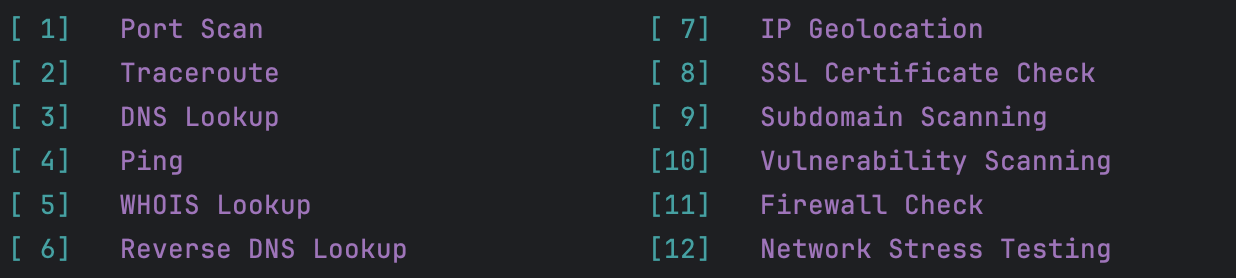 [ 1] Port Scan
[ 2] Traceroute
[ 3] DNS Lookup
[ 4] Ping
[ 5] WHOIS Lookup
[ 6] Reverse DNS Lookup
[ 7] IP Geolocation
[ 8] SSL Certificate Check
[ 9] Subdomain Scanning
[10] Vulnerability Scanning
[11] Firewall Check
[12] Network Stress Testing